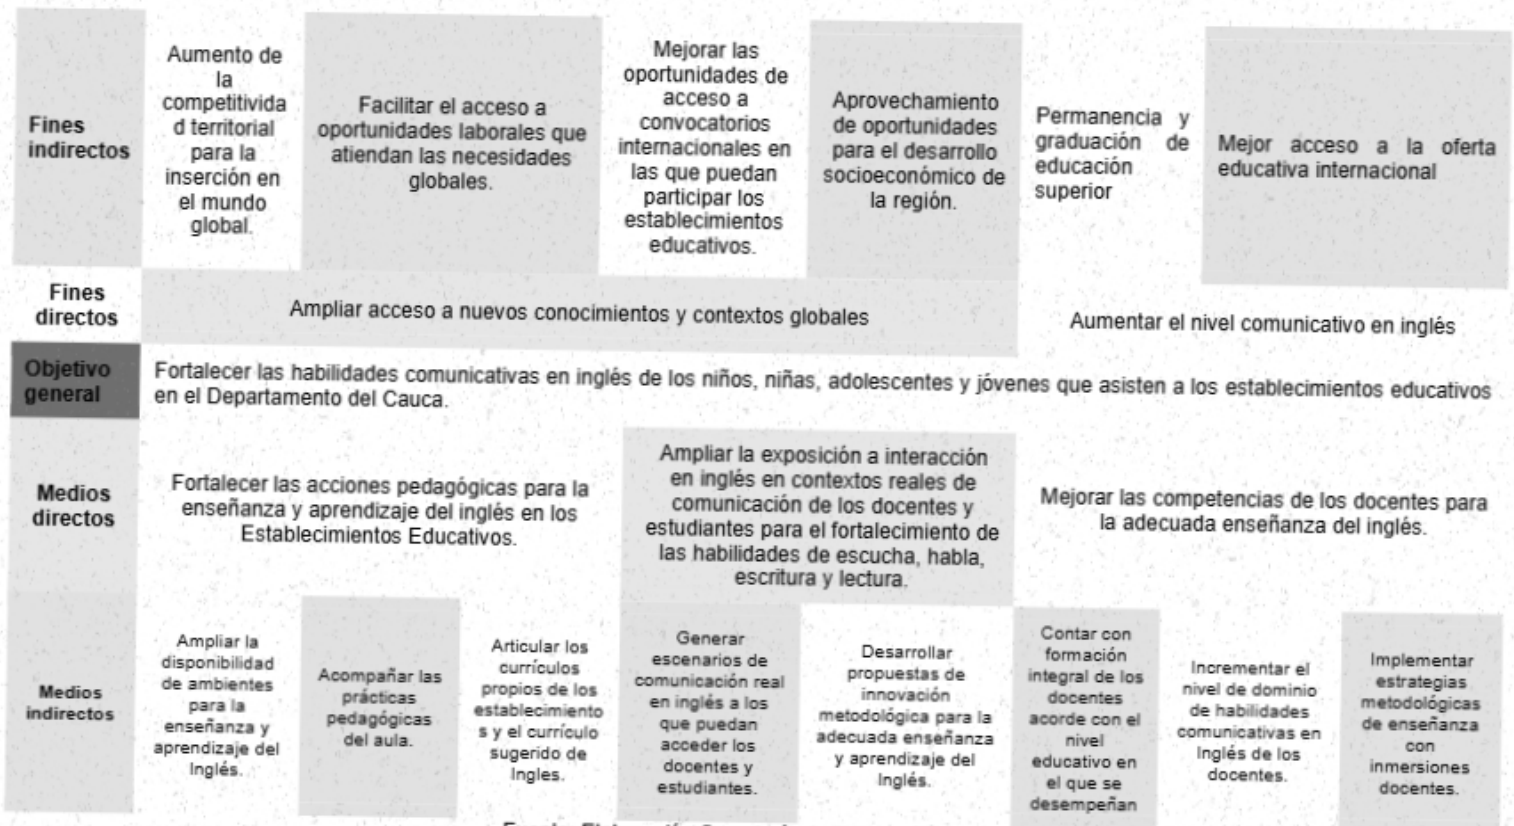 Fines
indirectos
Aumento de
la
competitivida
d territorial
para la
inserción en
el mundo
global.
Facilitar el acceso a
oportunidades laborales que
atiendan las necesidades
globales.
Mejorar las
oportunidades de
acceso a
convocatorios
internacionales en
las que puedan
participar los
establecimientos
educativos.
Aprovechamiento
de oportunidades
para el desarrollo
socioeconómico de
la región.
Permanencia y
graduación de
educación
superior
Mejor acceso a la oferta
educativa internacional
Fines
directos
Ampliar acceso a nuevos conocimientos y contextos globales
Aumentar el nivel comunicativo en inglés
Objetivo
general
Fortalecer las habilidades comunicativas en inglés de los niños, niñas, adolescentes y jóvenes que asisten a los establecimientos educativos
en el Departamento del Cauca.
Medios
directos
Fortalecer las acciones pedagógicas para la
enseñanza y aprendizaje del inglés en los
Establecimientos Educativos.
Ampliar la exposición a interacción
en inglés en contextos reales de
comunicación de los docentes y
estudiantes para el fortalecimiento de
las habilidades de escucha, habla,
escritura y lectura.
Mejorar las competencias de los docentes para
la adecuada enseñanza del inglés.
Medios
indirectos
Ampliar la
disponibilidad
de ambientes
para la
enseñanza y
aprendizaje del
Inglés.
Acompañar las
prácticas
pedagógicas
del aula.
Articular los
currículos
propios de los
establecimiento
s y el currículo
sugerido de
Ingles.
Generar
escenarios de
comunicación real
en inglés a los
que puedan
acceder los
docentes y
estudiantes.
Desarrollar
propuestas de
innovación
metodológica para la
adecuada enseñanza
y aprendizaje del
Inglés.
Contar con
formación
integral de los
docentes
acorde con el
nivel
educativo en
el que se
desempeñan
Incrementar el
nivel de dominio
de habilidades
comunicativas en
Inglés de los
docentes.
Implementar
estrategias
metodológicas
de enseñanza
con
inmersiones
docentes.